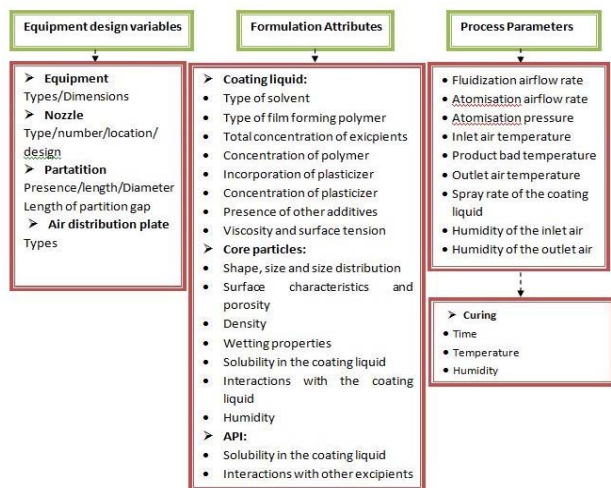 Equipment design variables
➢ Equipment
Types/Dimensions
➢ Nozzle
Type/number/location/
design
➢ Partatition
Presence/length/Diameter
Length of partition gap
➢ Air distribution plate
Types
Formulation Attributes
➢ Coating liquid:
• Type of solvent
• Type of film forming polymer
• Total concentration of exicpients
• Concentration of polymer
• Incorporation of plasticizer
• Concentration of plasticizer
• Presence of other additives
• Viscosity and surface tension
➢ Core particles:
• Shape, size and size distribution
• Surface characteristics and
porosity
• Density
• Wetting properties
• Solubility in the coating liquid
• Interactions with the coating
liquid
• Humidity
➢ API:
• Solubility in the coating liquid
• Interactions with other excipients
Process Parameters
• Fluidization airflow rate
• Atomisation airflow rate
• Atomisation pressure
• Inlet air temperature
• Product bad temperature
• Outlet air temperature
• Spray rate of the coating
liquid
• Humidity of the inlet air
• Humidity of the outlet air
➢ Curing
• Time
• Temperature
• Humidity